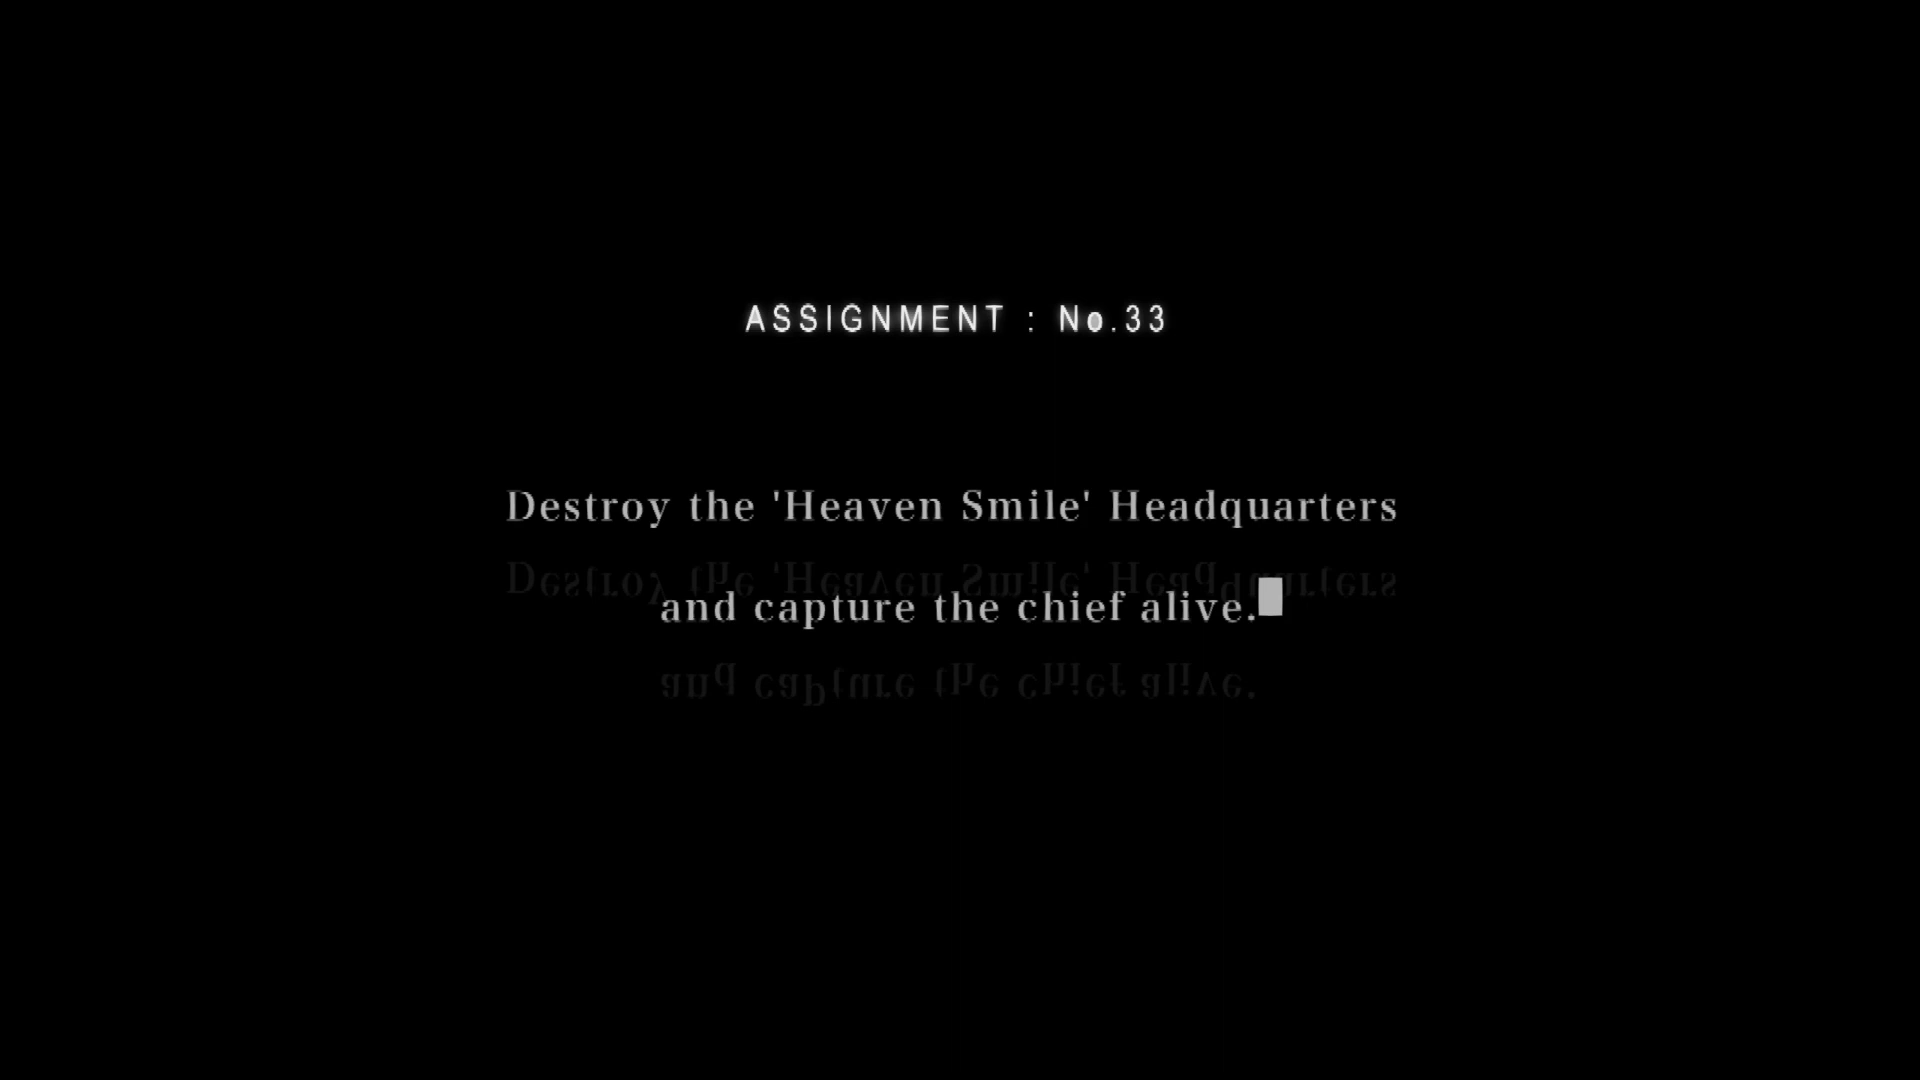 ASSIGNMENT : No.33
Destroy the 'Heaven Smile' Headquarters
and capture the chief alive.